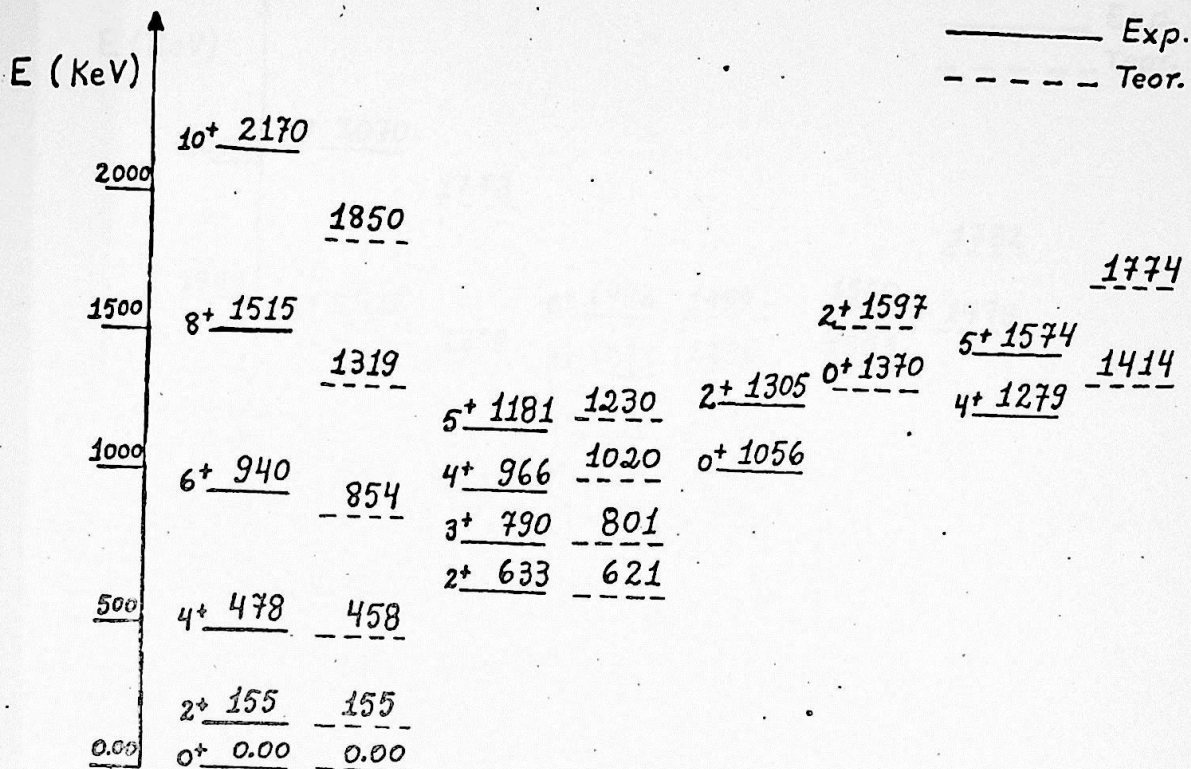 Exp.
E (KeV)
Teor.
10⁺ 2170
2000
1850
1774
1500
8⁺ 1515
2⁺ 1597
5⁺ 1574
1319
0⁺ 1370
1414
2⁺ 1305
4⁺ 1279
5⁺ 1181 1230
1000
6⁺ 940
4⁺ 966 1020
0⁺ 1056
854
3⁺ 790 801
2⁺ 633 621
500
4⁺ 478 458
2⁺ 155 155
0.00
0⁺ 0.00 0.00